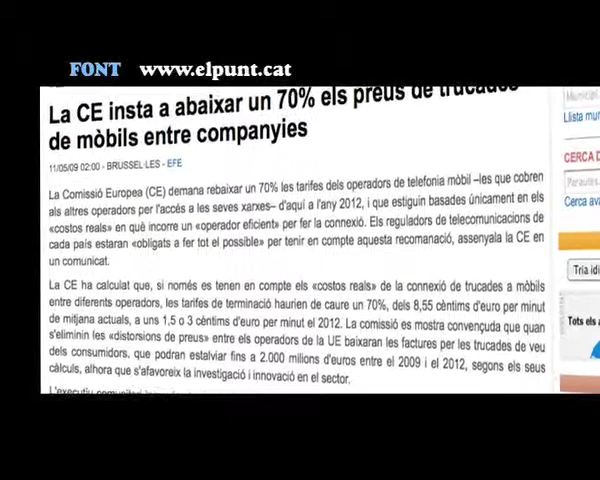 FONT www.elpunt.cat
La CE insta a abaixar un 70% els preus de trucades
de mòbils entre companyies
11/05/09 02:00 - BRUSSEL·LES - EFE
La Comissió Europea (CE) demana rebaixar un 70% les tarifes dels operadors de telefonia mòbil –les que cobren
als altres operadors per l'accés a les seves xarxes– d'aquí a l'any 2012, i que estiguin basades únicament en els
«costos reals» en què incorre un «operador eficient» per fer la connexió. Els reguladors de telecomunicacions de
cada país estaran «obligats a fer tot el possible» per tenir en compte aquesta recomanació, assenyala la CE en
un comunicat.
La CE ha calculat que, si només es tenen en compte els «costos reals» de la connexió de trucades a mòbils
entre diferents operadors, les tarifes de terminació haurien de caure un 70%, dels 8,55 cèntims d'euro per minut
de mitjana actuals, a uns 1,5 o 3 cèntims d'euro per minut el 2012. La comissió es mostra convençuda que quan
s'eliminin les «distorsions de preus» entre els operadors de la UE baixaran les factures per les trucades de veu
dels consumidors, que podran estalviar fins a 2.000 milions d'euros entre el 2009 i el 2012, segons els seus
càlculs, alhora que s'afavoreix la investigació i innovació en el sector.
L'executiu
Municipi
Llista mun
CERCA D
Paraules
Cerca ava
Tria idi
Tots els a